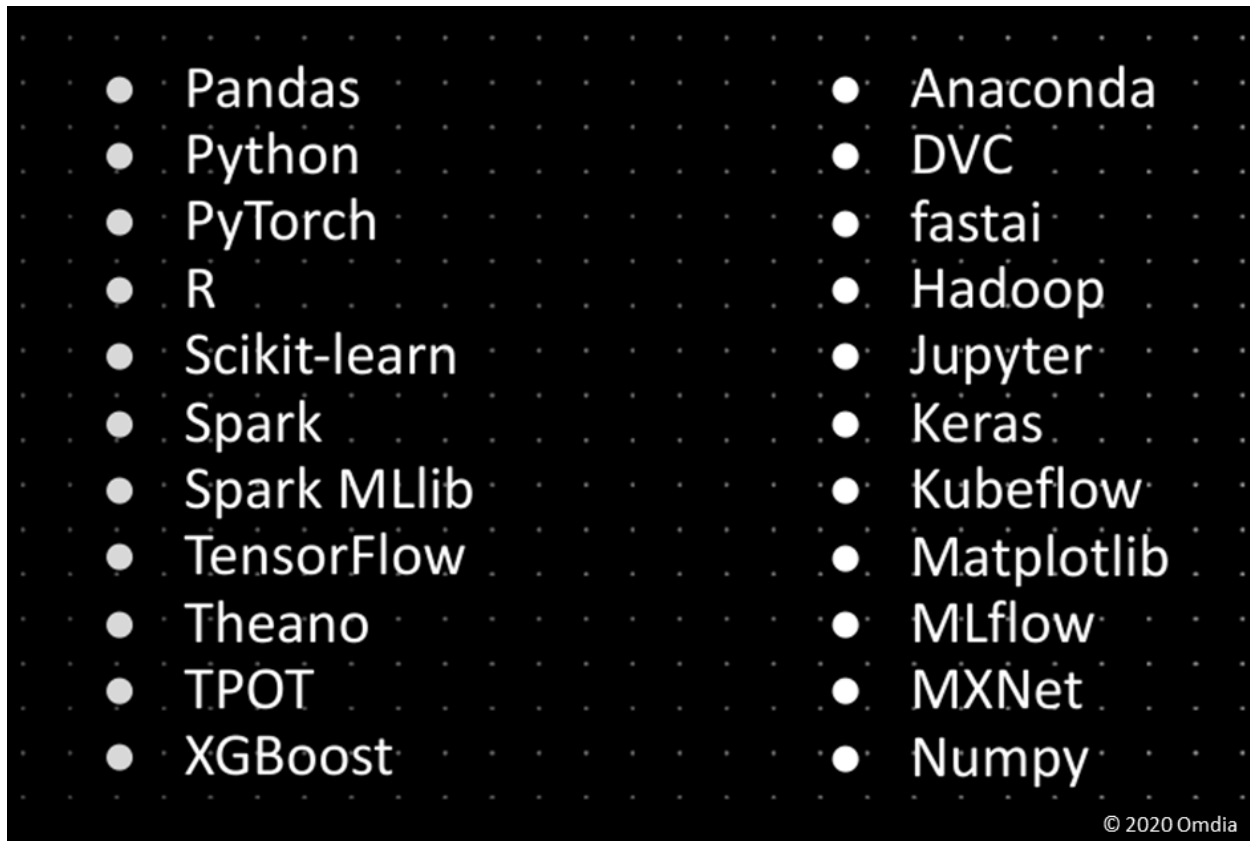 Pandas
Python
PyTorch
R
Scikit-learn
Spark
Spark MLlib
TensorFlow
Theano
TPOT
XGBoost
Anaconda
DVC
fastai
Hadoop
Jupyter
Keras
Kubeflow
Matplotlib
MLflow
MXNet
Numpy
© 2020 Omdia